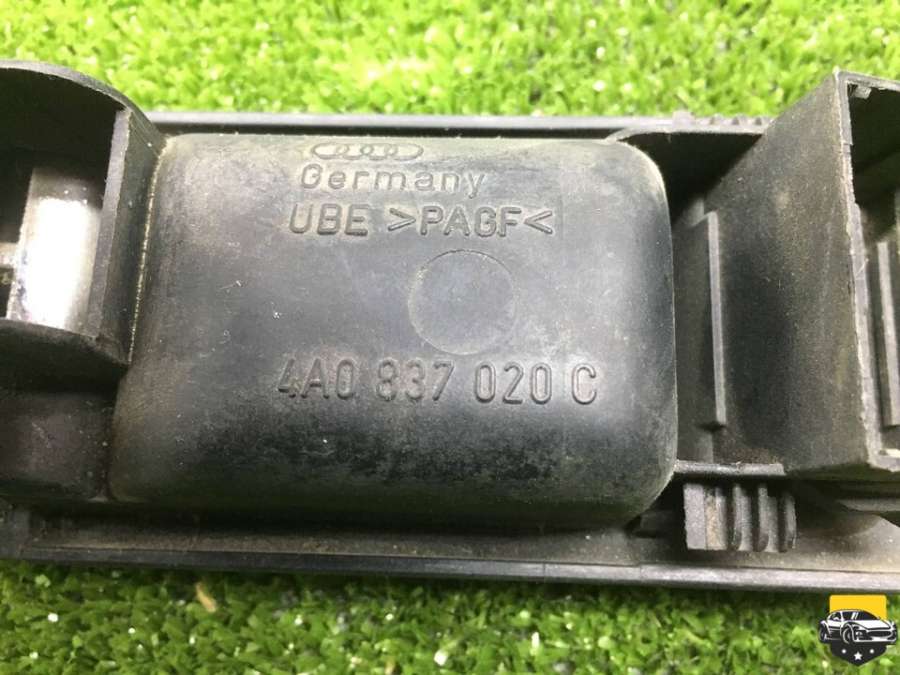 Germany
UBE >PAGF<
4A0 837 020 C